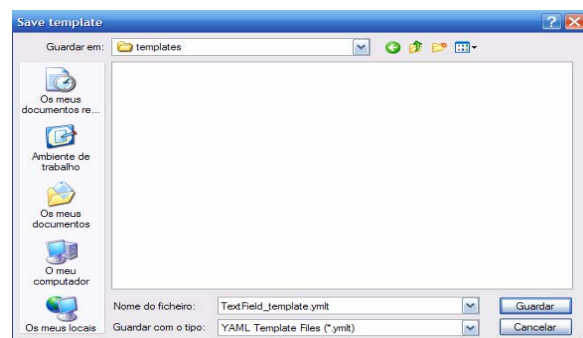 Save template
Guardar em:
templates
Os meus
documentos re...
Ambiente de
trabalho
Os meus
documentos
O meu
computador
Os meus locais
Nome do ficheiro:
TextField_template.ymlt
Guardar
Guardar com o tipo:
YAML Template Files (*.ymlt)
Cancelar